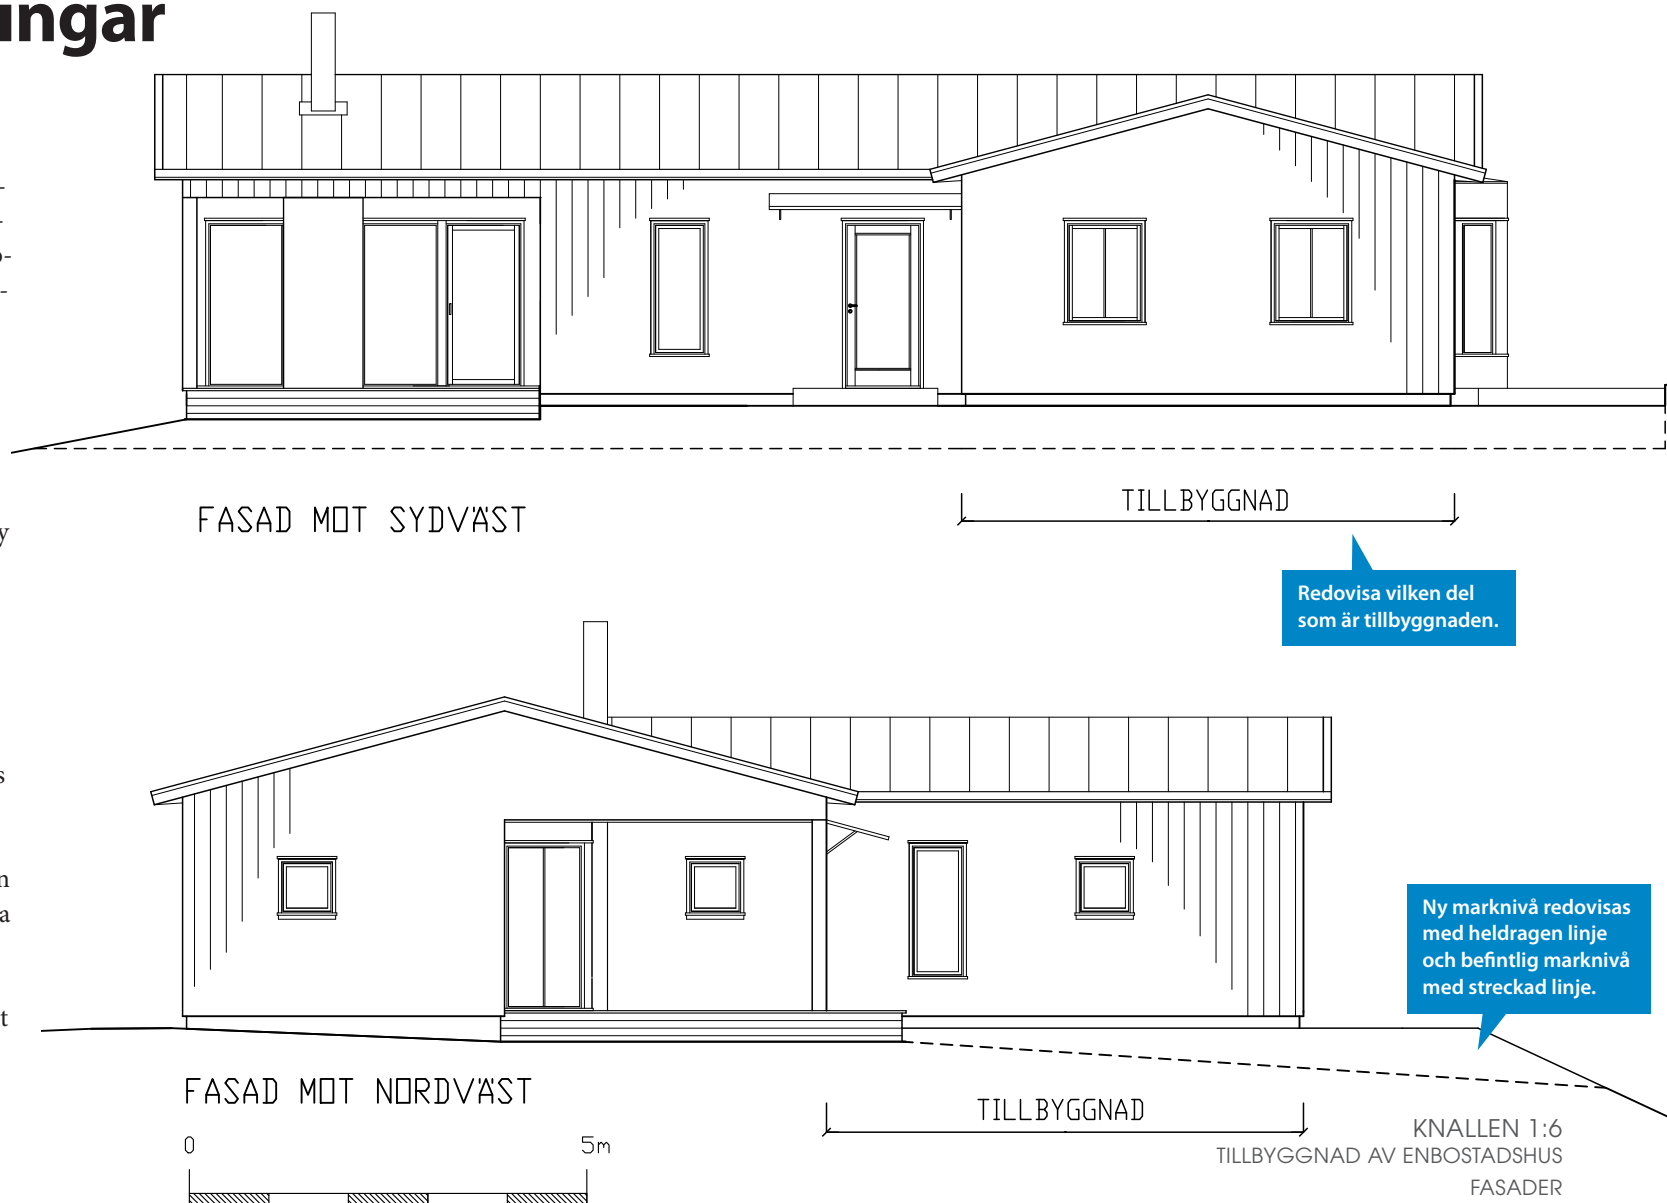 ingar
FASAD MOT SYDVÄST
TILLBYGGNAD
Redovisa vilken del
som är tillbyggnaden.
Ny marknivå redovisas
med heldragen linje
och befintlig marknivå
med streckad linje.
FASAD MOT NORDVÄST
TILLBYGGNAD
0 5m
KNALLEN 1:6
TILLBYGGNAD AV ENBOSTADSHUS
FASADER